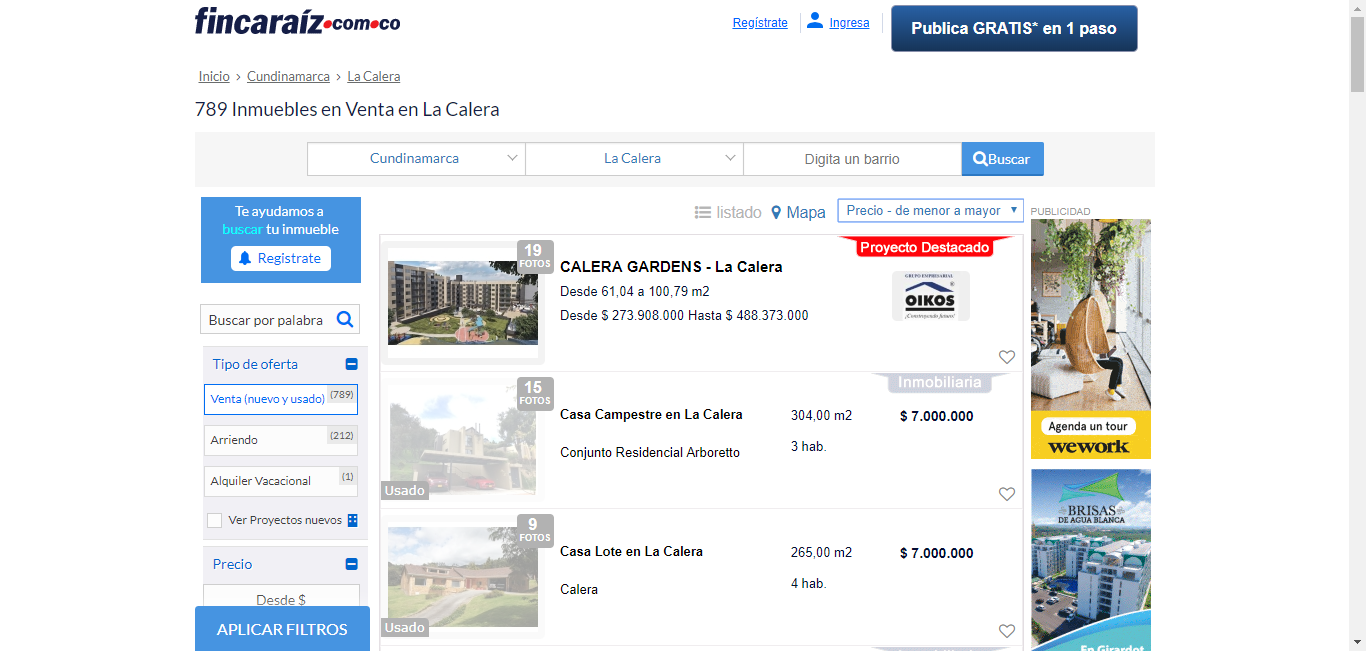 fincaraíz.com.co
Regístrate
Ingresa
Publica GRATIS* en 1 paso
Inicio › Cundinamarca › La Calera
789 Inmuebles en Venta en La Calera
Cundinamarca
La Calera
Digita un barrio
Buscar
Te ayudamos a
buscar tu inmueble
Registrate
listado
Mapa
Precio - de menor a mayor
PUBLICIDAD
Buscar por palabra
Tipo de oferta
Venta (nuevo y usado) (789)
Arriendo (212)
Alquiler Vacacional (1)
Ver Proyectos nuevos
Precio
Desde $
APLICAR FILTROS
19
FOTOS
CALERA GARDENS - La Calera
Desde 61,04 a 100,79 m2
Desde $ 273.908.000 Hasta $ 488.373.000
Proyecto Destacado
GRUPO EMPRESARIAL
OIKOS
¡Construyendo futuro!
15
FOTOS
Usado
Casa Campestre en La Calera
Conjunto Residencial Arboretto
304,00 m2
3 hab.
Inmobiliaria
$ 7.000.000
9
FOTOS
Usado
Casa Lote en La Calera
Calera
265,00 m2
4 hab.
$ 7.000.000
Inmobiliaria
Agenda un tour
wework
BRISAS
DE AGUA BLANCA
En Girardot